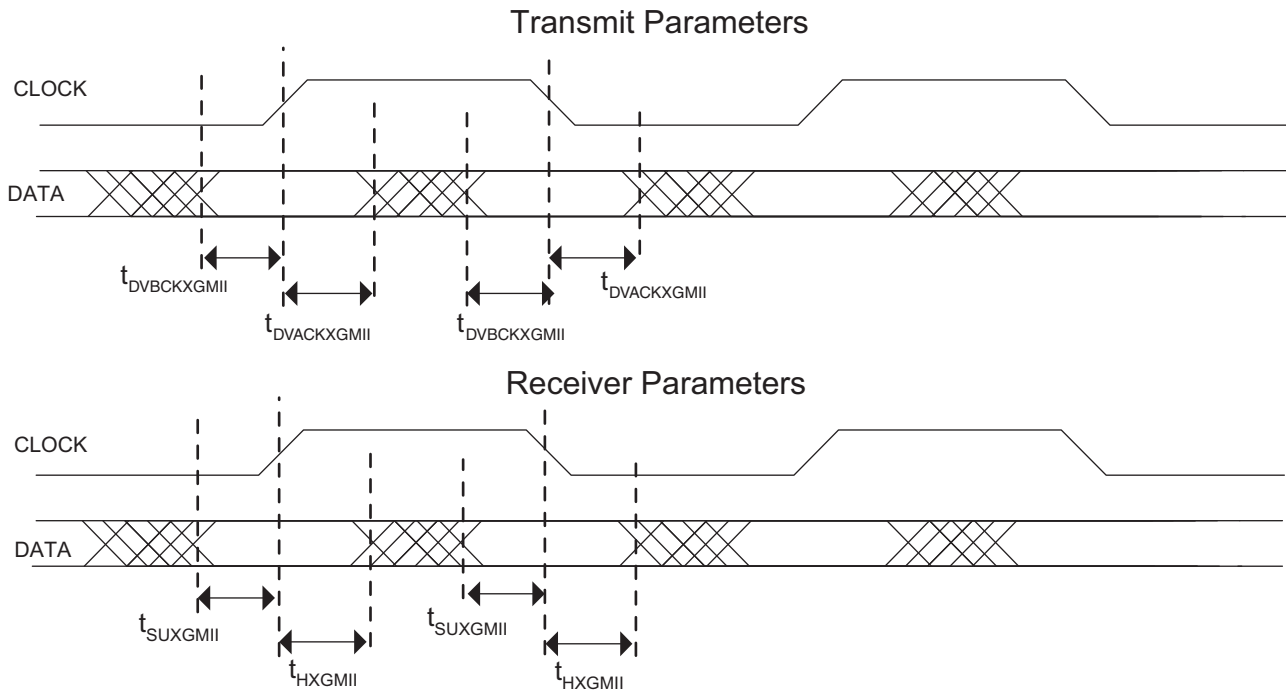 Transmit Parameters
CLOCK
DATA
tDVBCKXGMII
tDVACKXGMII
tDVBCKXGMII
tDVACKXGMII
Receiver Parameters
CLOCK
DATA
tSUXGMII
tHXGMII
tSUXGMII
tHXGMII